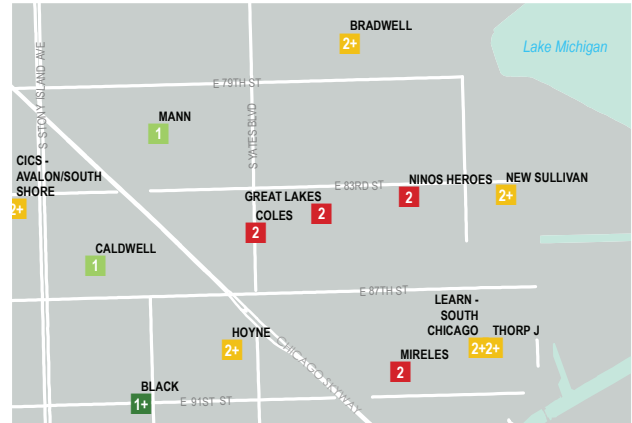 BRADWELL
2+
Lake Michigan
S STONY ISLAND AVE
E 79TH ST
S YATES BLVD
MANN
1
CICS -
AVALON/SOUTH
SHORE
2+
E 83RD ST
NINOS HEROES
2
NEW SULLIVAN
2+
GREAT LAKES
2
COLES
2
CALDWELL
1
E 87TH ST
LEARN -
SOUTH
CHICAGO
2+
THORP J
2+
HOYNE
2+
CHICAGO SKYWAY
MIRELES
2
BLACK
1+
E 91ST ST